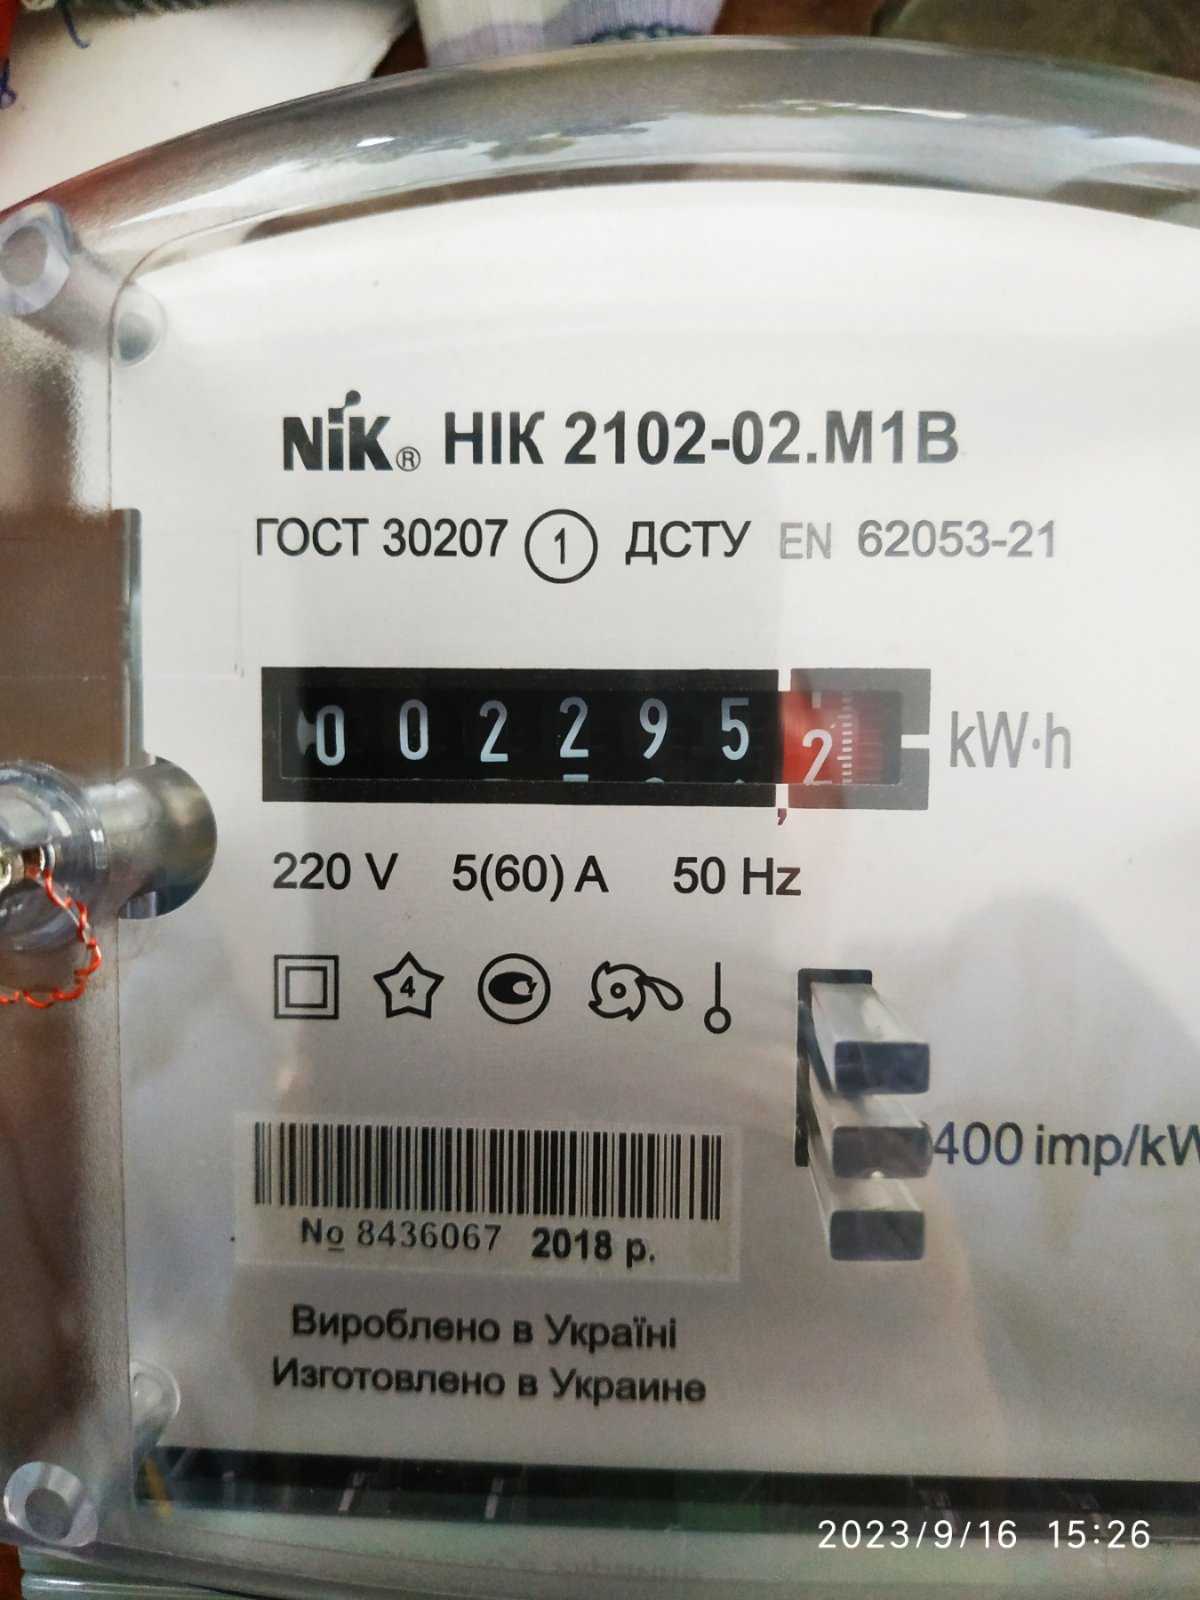 NiK® НІК 2102-02.М1В
ГОСТ 30207 1 ДСТУ EN 62053-21
0 0 2 2 9 5 , 2 kW·h
220 V 5(60) A 50 Hz
4
400 imp/kW
№ 8436067 2018 р.
Вироблено в Україні
Изготовлено в Украине
2023/9/16 15:26